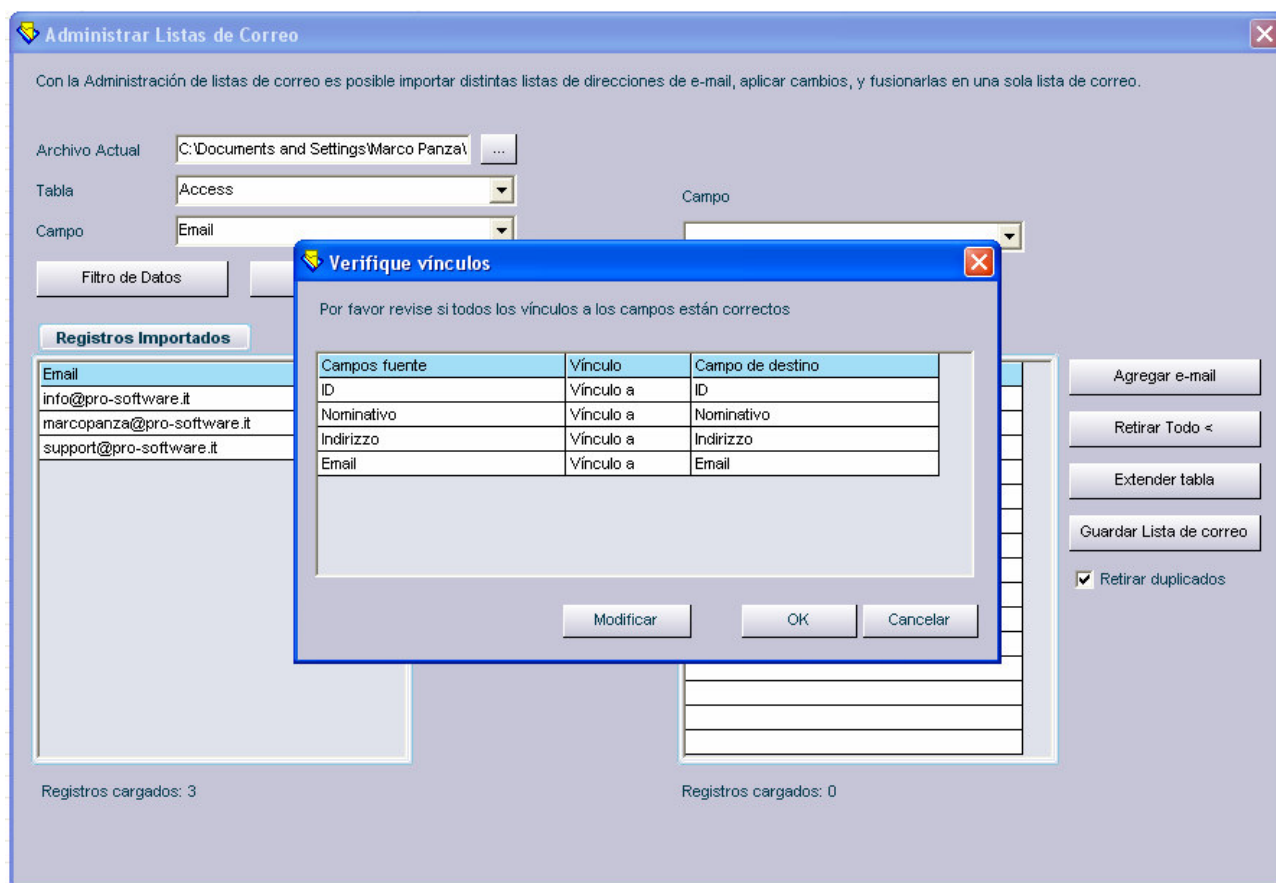 Administrar Listas de Correo
Con la Administración de listas de correo es posible importar distintas listas de direcciones de e-mail, aplicar cambios, y fusionarlas en una sola lista de correo.
Archivo Actual C:\Documents and Settings\Marco Panza\ ...
Tabla Access
Campo
Campo Email
Filtro de Datos
Verifique vínculos
Por favor revise si todos los vínculos a los campos están correctos
Campos fuente Vínculo Campo de destino
ID Vínculo a ID
Nominativo Vínculo a Nominativo
Indirizzo Vínculo a Indirizzo
Email Vínculo a Email
Modificar OK Cancelar
Registros Importados
Email
info@pro-software.it
marcopanza@pro-software.it
support@pro-software.it
Agregar e-mail
Retirar Todo <
Extender tabla
Guardar Lista de correo
Retirar duplicados
Registros cargados: 3
Registros cargados: 0